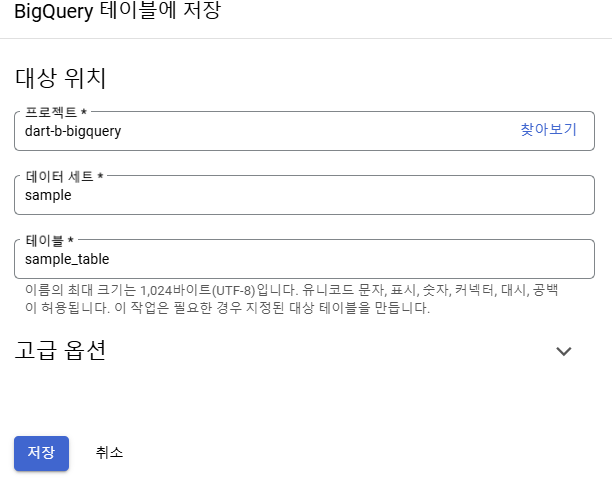 BigQuery 테이블에 저장
대상 위치
프로젝트 *
dart-b-bigquery
찾아보기
데이터 세트 *
sample
테이블 *
sample_table
이름의 최대 크기는 1,024바이트(UTF-8)입니다. 유니코드 문자, 표시, 숫자, 커넥터, 대시, 공백
이 허용됩니다. 이 작업은 필요한 경우 지정된 대상 테이블을 만듭니다.
고급 옵션
저장
취소